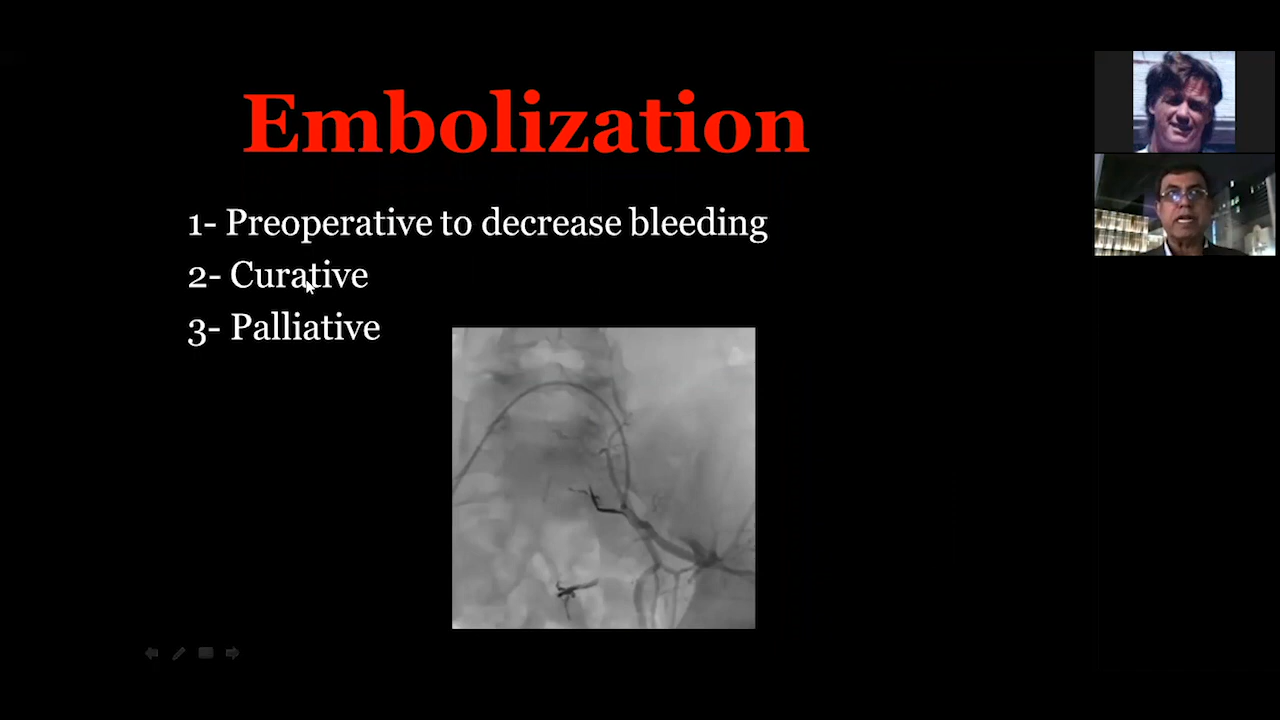 Embolization
1- Preoperative to decrease bleeding
2- Curative
3- Palliative